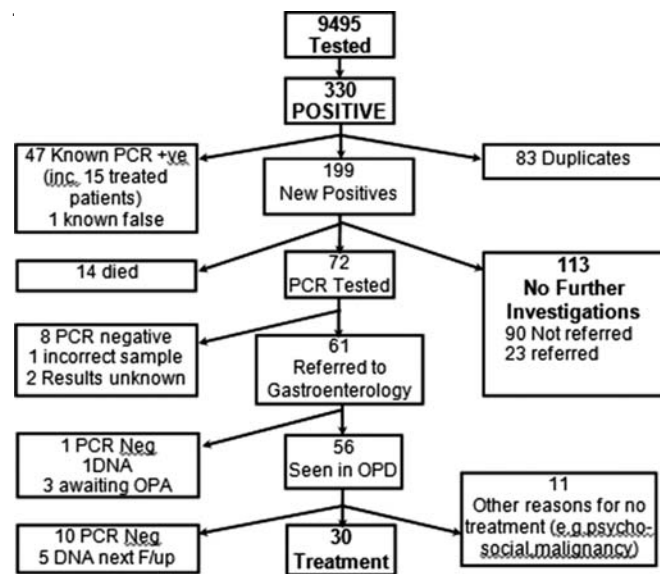 9495
Tested
330
POSITIVE
47 Known PCR +ve
(inc. 15 treated
patients)
1 known false
199
New Positives
83 Duplicates
14 died
72
PCR Tested
113
No Further
Investigations
90 Not referred
23 referred
8 PCR negative
1 incorrect sample
2 Results unknown
61
Referred to
Gastroenterology
1 PCR Neg
1DNA
3 awaiting OPA
56
Seen in OPD
11
Other reasons for no
treatment (e.g.psycho-
social,malignancy)
10 PCR Neg
5 DNA next F/up
30
Treatment